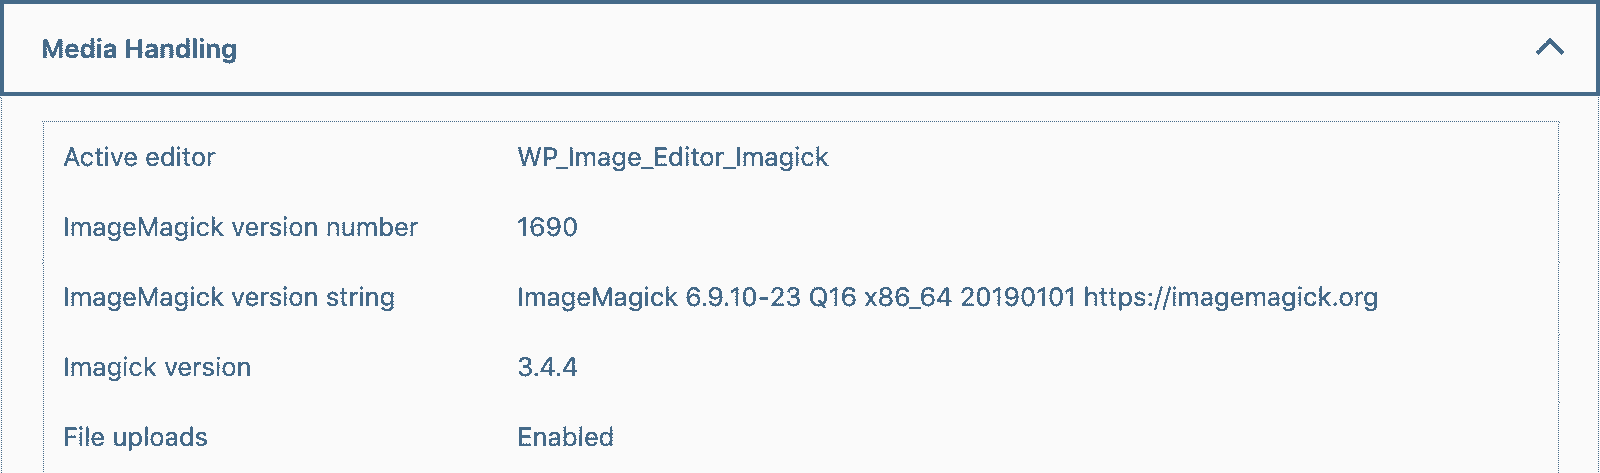 Media Handling
Active editor WP_Image_Editor_Imagick
ImageMagick version number 1690
ImageMagick version string ImageMagick 6.9.10-23 Q16 x86_64 20190101 https://imagemagick.org
Imagick version 3.4.4
File uploads Enabled